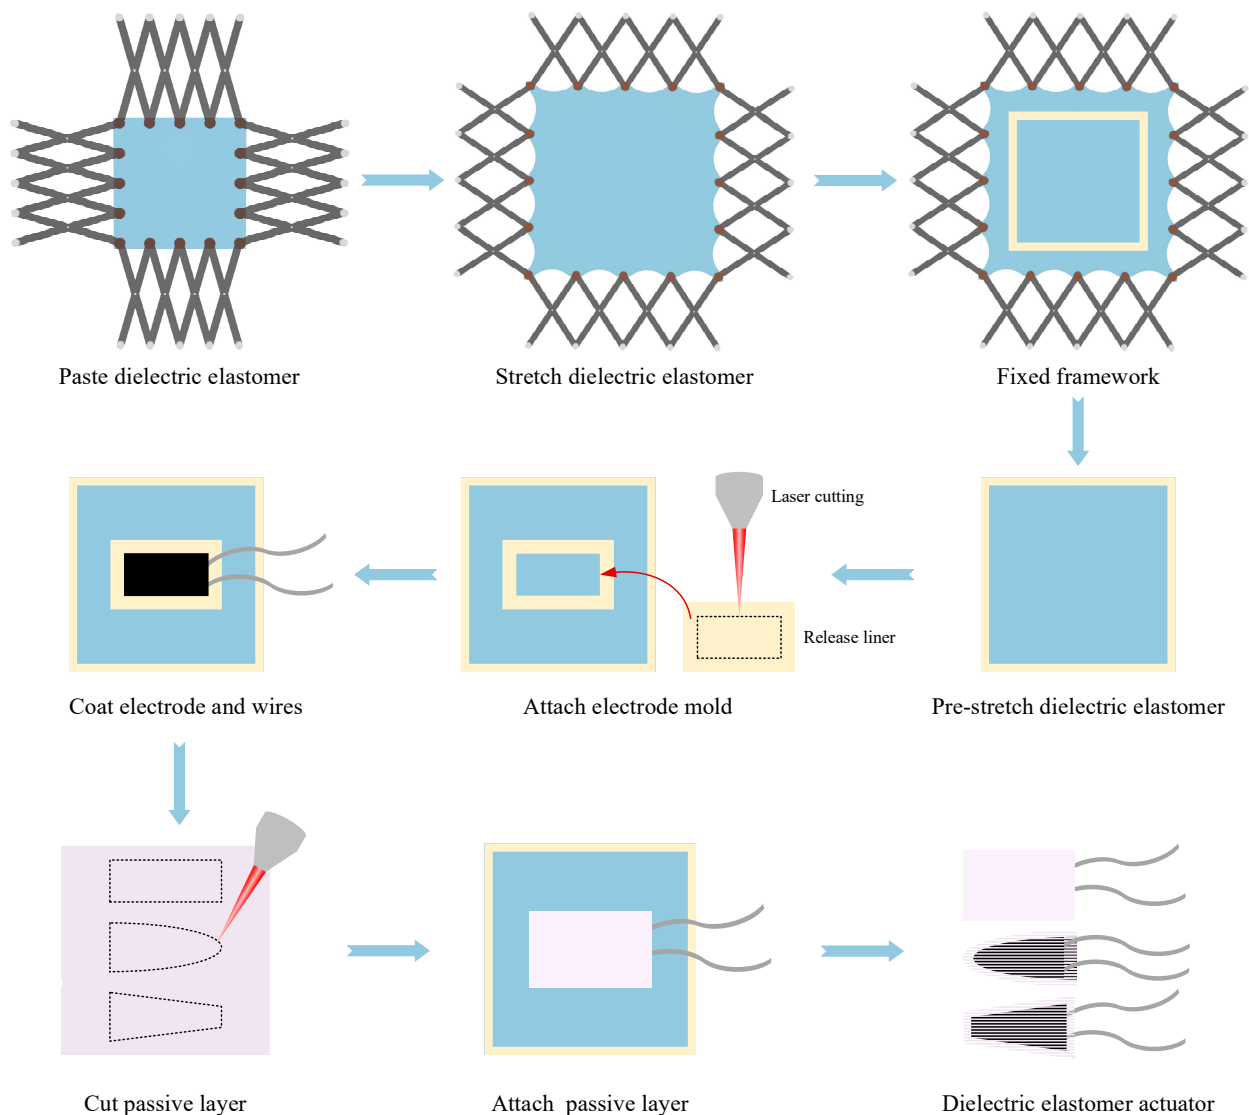 Paste dielectric elastomer
Stretch dielectric elastomer
Fixed framework
Laser cutting
Release liner
Coat electrode and wires
Attach electrode mold
Pre-stretch dielectric elastomer
Cut passive layer
Attach  passive layer
Dielectric elastomer actuator